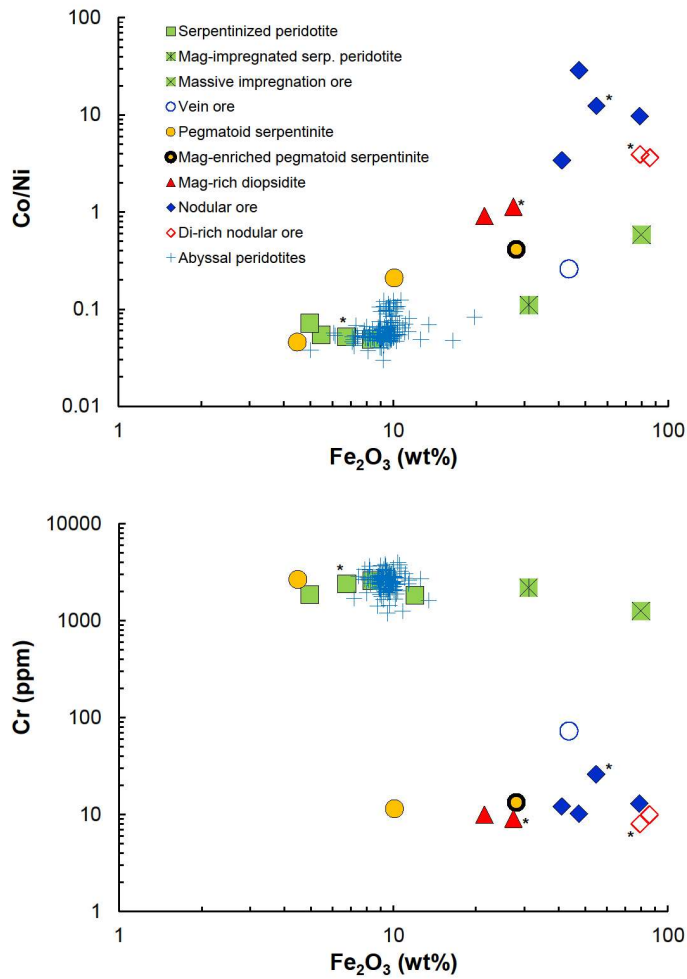 100
10
1
0.1
0.01
Co/Ni
Serpentinized peridotite
Mag-impregnated serp. peridotite
Massive impregnation ore
Vein ore
Pegmatoid serpentinite
Mag-enriched pegmatoid serpentinite
Mag-rich diopsidite
Nodular ore
Di-rich nodular ore
Abyssal peridotites
*
*
*
*
1 10 100
Fe₂O₃ (wt%)
10000
1000
100
10
1
Cr (ppm)
*
*
*
*
1 10 100
Fe₂O₃ (wt%)